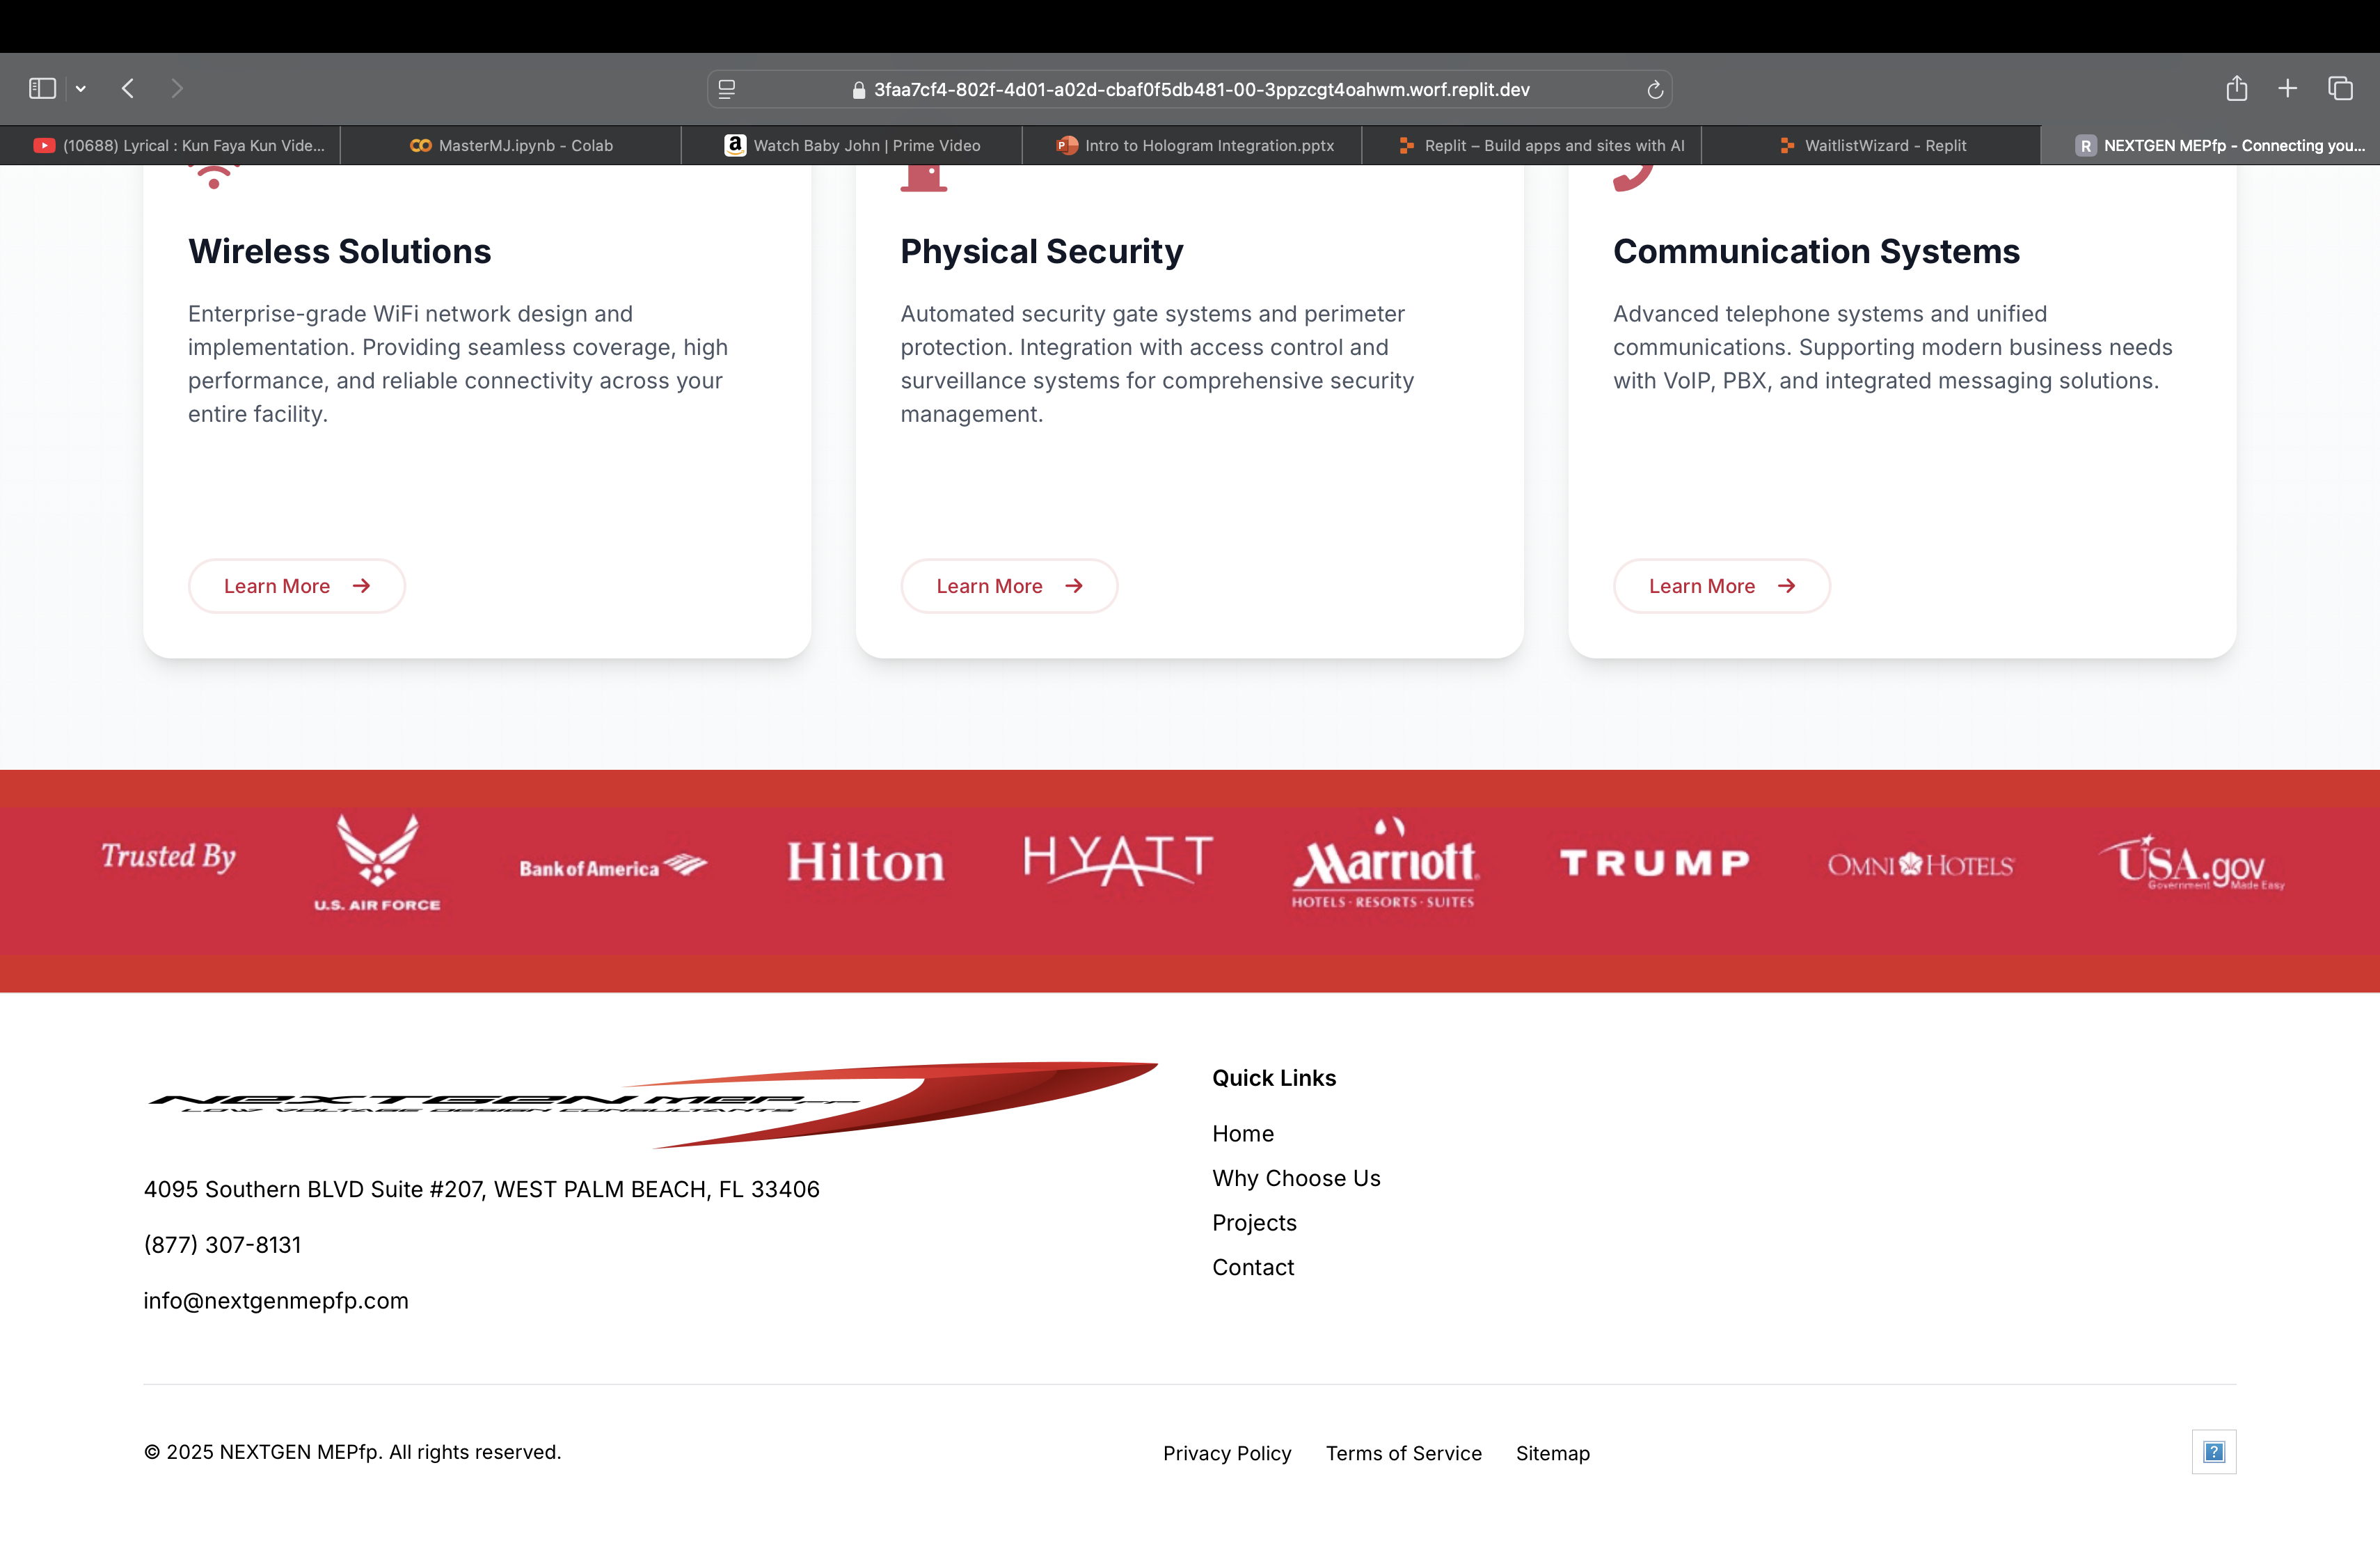 3faa7cf4-802f-4d01-a02d-cbaf0f5db481-00-3ppzcgt4oahwm.worf.replit.dev
(10688) Lyrical : Kun Faya Kun Vide...
MasterMJ.ipynb - Colab
Watch Baby John | Prime Video
Intro to Hologram Integration.pptx
Replit – Build apps and sites with AI
WaitlistWizard - Replit
R NEXTGEN MEPfp - Connecting you...
Wireless Solutions
Enterprise-grade WiFi network design and
implementation. Providing seamless coverage, high
performance, and reliable connectivity across your
entire facility.
Learn More
Physical Security
Automated security gate systems and perimeter
protection. Integration with access control and
surveillance systems for comprehensive security
management.
Learn More
Communication Systems
Advanced telephone systems and unified
communications. Supporting modern business needs
with VoIP, PBX, and integrated messaging solutions.
Learn More
Trusted By
U.S. AIR FORCE
Bank of America
Hilton
HYATT
Marriott
HOTELS · RESORTS · SUITES
TRUMP
OMNI HOTELS
USA.gov
Government Made Easy
NEXTGEN MEP FP
LOW VOLTAGE DESIGN CONSULTANTS
4095 Southern BLVD Suite #207, WEST PALM BEACH, FL 33406
(877) 307-8131
info@nextgenmepfp.com
Quick Links
Home
Why Choose Us
Projects
Contact
© 2025 NEXTGEN MEPfp. All rights reserved.
Privacy Policy
Terms of Service
Sitemap
?